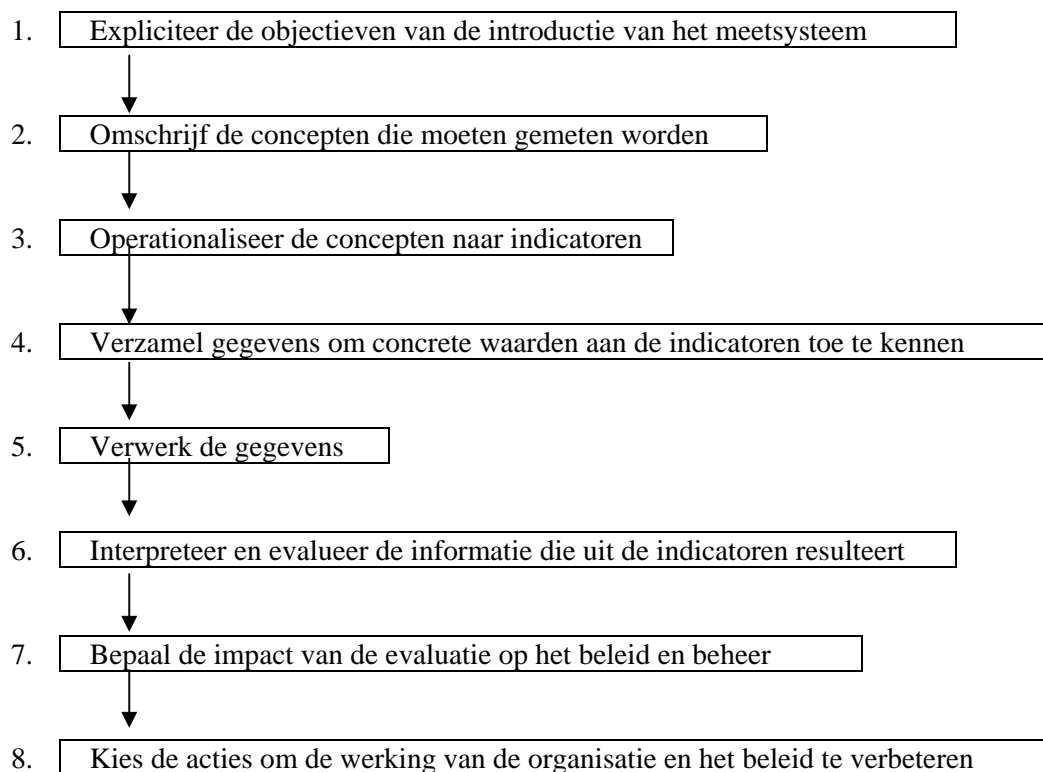 1. Expliciteer de objectieven van de introductie van het meetsysteem
2. Omschrijf de concepten die moeten gemeten worden
3. Operationaliseer de concepten naar indicatoren
4. Verzamel gegevens om concrete waarden aan de indicatoren toe te kennen
5. Verwerk de gegevens
6. Interpreteer en evalueer de informatie die uit de indicatoren resulteert
7. Bepaal de impact van de evaluatie op het beleid en beheer
8. Kies de acties om de werking van de organisatie en het beleid te verbeteren